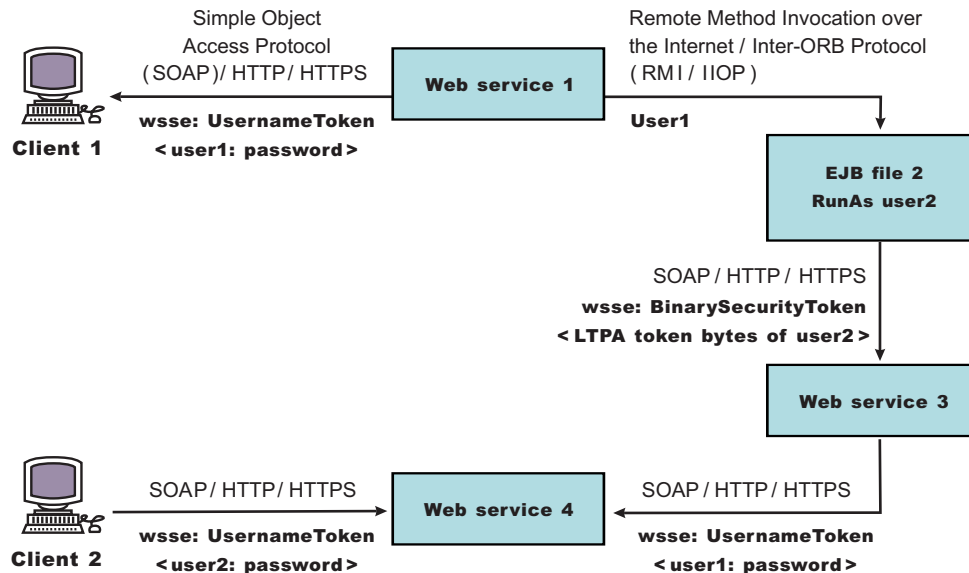 Simple Object
Access Protocol
(SOAP)/ HTTP/ HTTPS
wsse: UsernameToken
<user1: password>
Client 1
Web service 1
Remote Method Invocation over
the Internet / Inter-ORB Protocol
(RMI / IIOP)
User1
EJB file 2
RunAs user2
SOAP / HTTP / HTTPS
wsse: BinarySecurityToken
<LTPA token bytes of user2>
Web service 3
SOAP / HTTP / HTTPS
wsse: UsernameToken
<user2: password>
Client 2
Web service 4
SOAP / HTTP / HTTPS
wsse: UsernameToken
<user1: password>